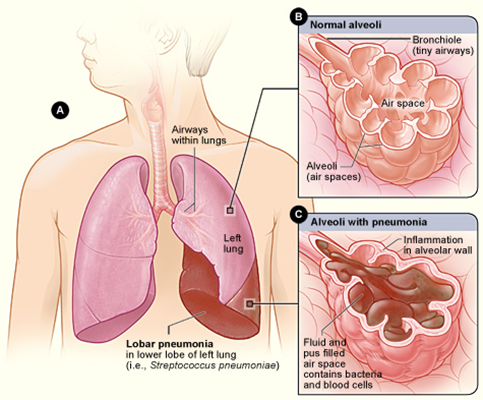 A
Airways
within lungs
Left
lung
Lobar pneumonia
in lower lobe of left lung
(i.e., Streptococcus pneumoniae)
B
Normal alveoli
Bronchiole
(tiny airways)
Air space
Alveoli
(air spaces)
C
Alveoli with pneumonia
Inflammation
in alveolar wall
Fluid and
pus filled
air space
contains bacteria
and blood cells